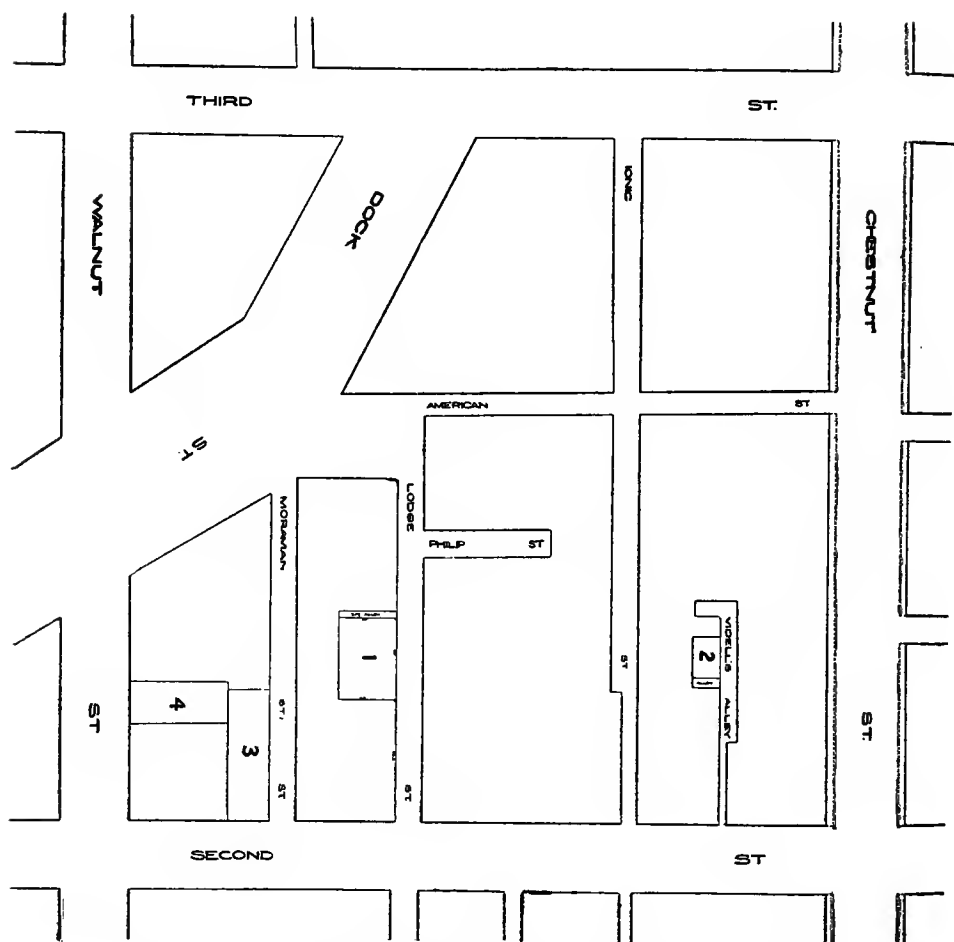 THIRD ST.
WALNUT ST
DOCK ST.
IONIC ST
CHESTNUT ST.
AMERICAN ST
MORAVIAN ST.
ST
LODGE ST
PHILIP ST
1
VIDELL'S ALLEY
2
4
3
SECOND ST